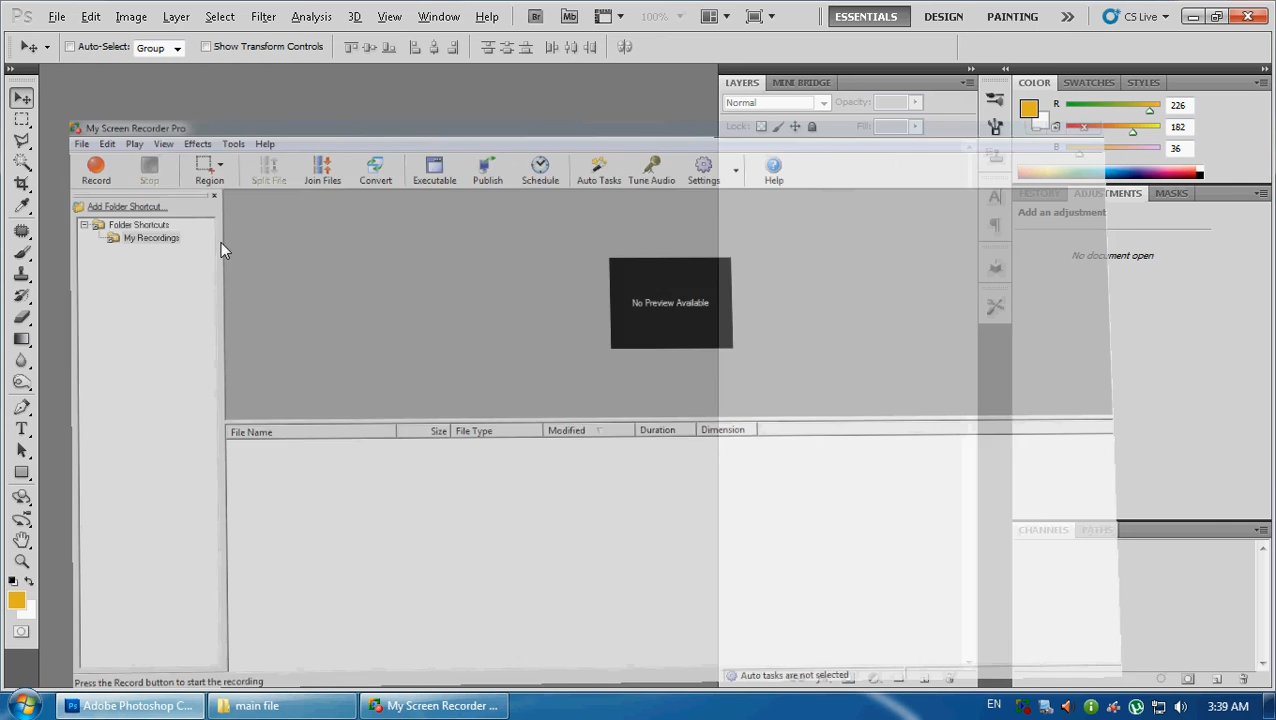 Ps File Edit Image Layer Select Filter Analysis 3D View Window Help Br Mb 100% ESSENTIALS DESIGN PAINTING CS Live
Auto-Select: Group Show Transform Controls
LAYERS MINI BRIDGE COLOR SWATCHES STYLES
Normal Opacity: R 226
Lock: Fill: 182
B 36
My Screen Recorder Pro
File Edit Play View Effects Tools Help
Record Stop Region Split File Join Files Convert Executable Publish Schedule Auto Tasks Tune Audio Settings Help
HISTORY ADJUSTMENTS MASKS
Add an adjustment
No document open
Add Folder Shortcut...
Folder Shortcuts
My Recordings
No Preview Available
File Name Size File Type Modified Duration Dimension
CHANNELS PATHS
Press the Record button to start the recording
Auto tasks are not selected
Adobe Photoshop C... main file My Screen Recorder ... EN 3:39 AM